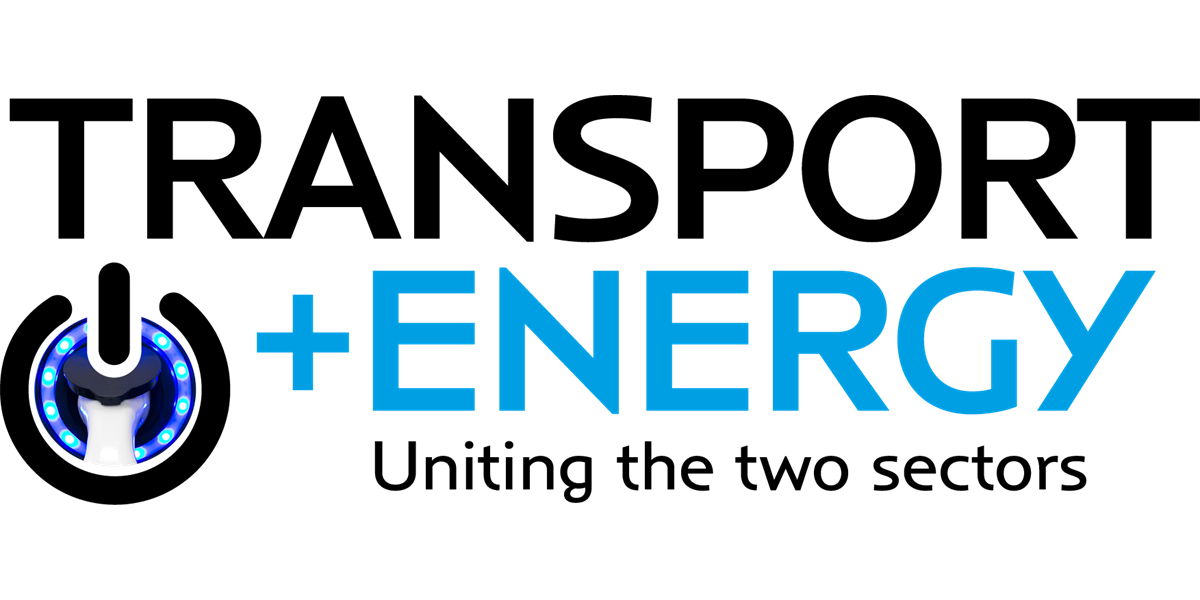 TRANSPORT
+ENERGY
Uniting the two sectors